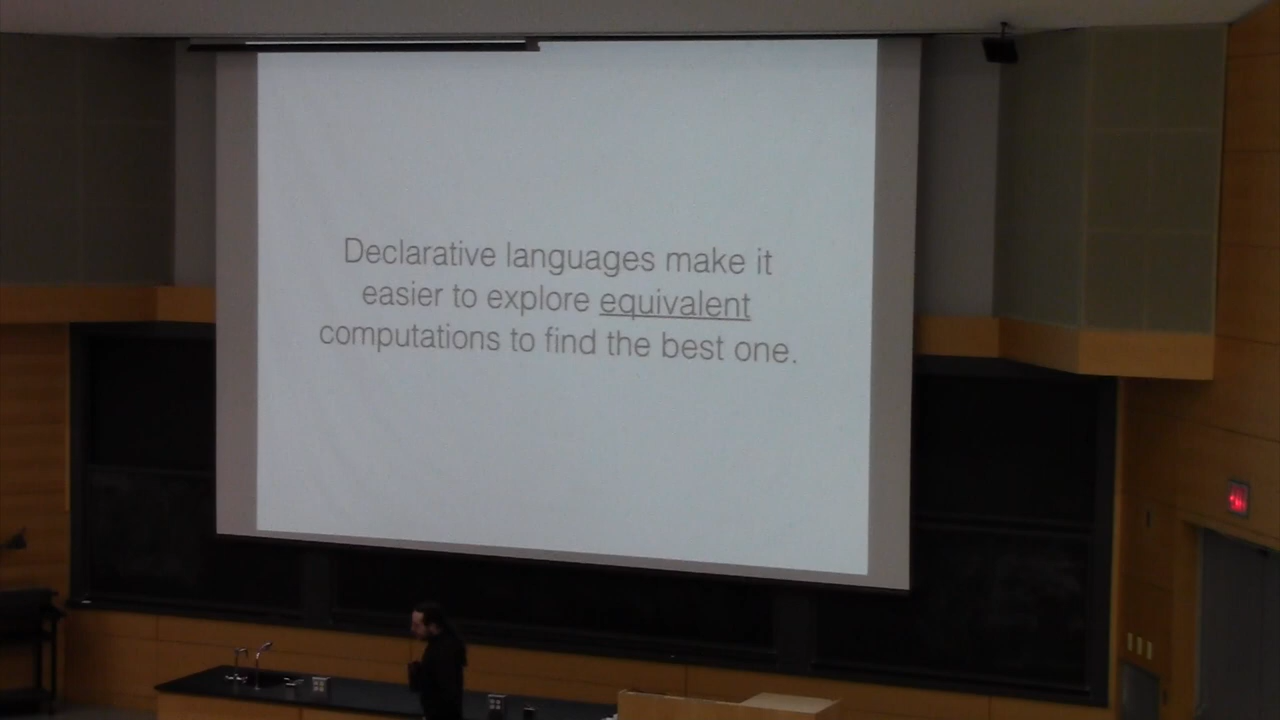 Declarative languages make it
easier to explore equivalent
computations to find the best one.